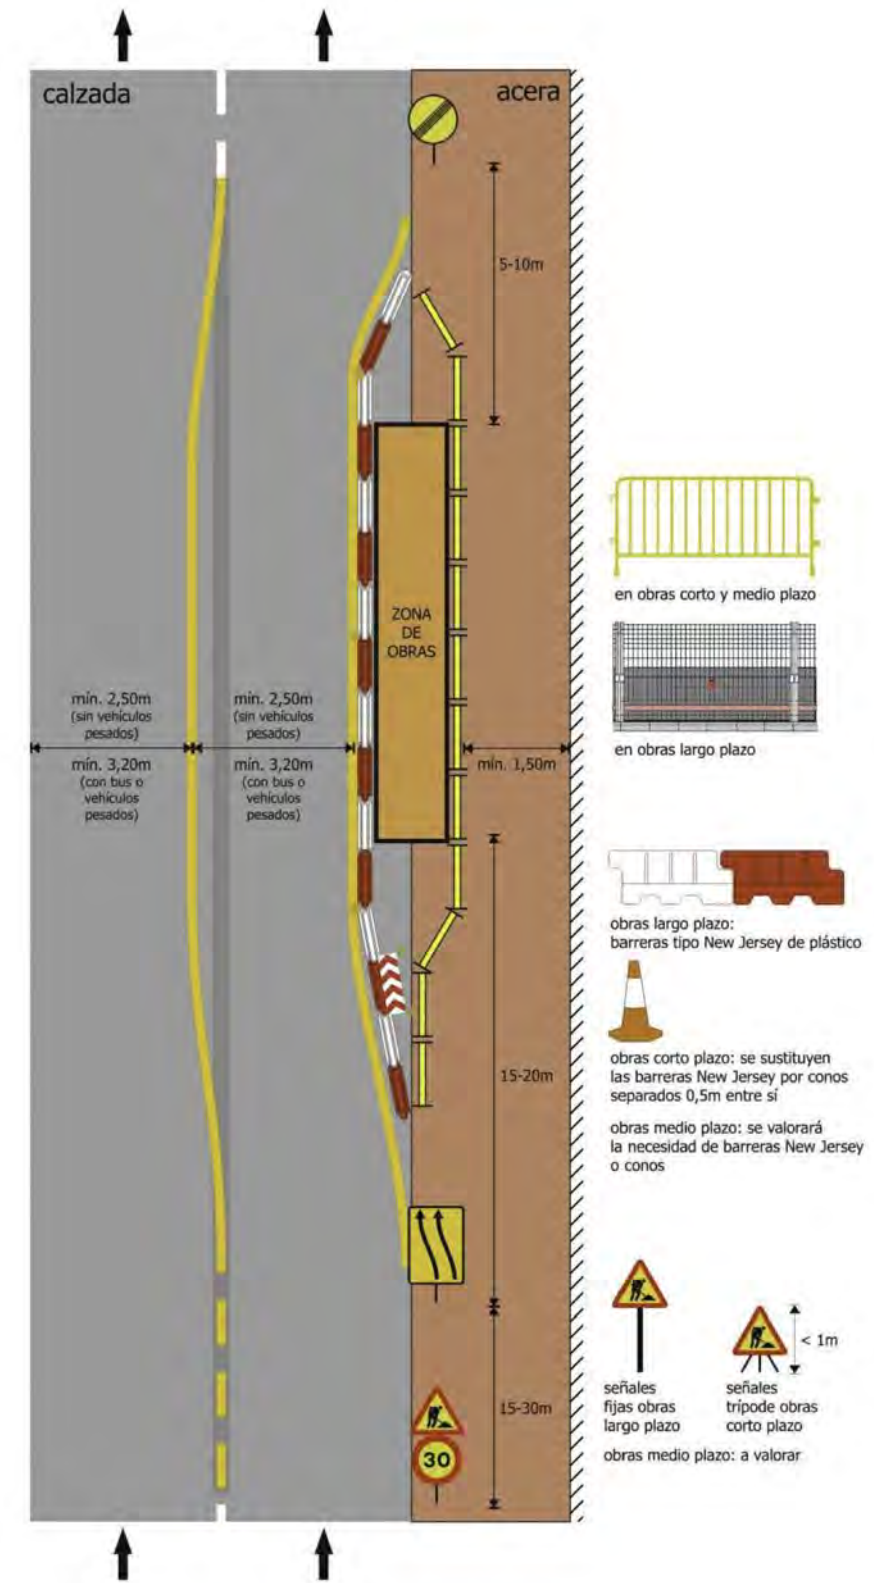 calzada
acera
5-10m
ZONA
DE
OBRAS
mín. 2,50m
(sin vehículos
pesados)
mín. 3,20m
(con bus o
vehículos
pesados)
mín. 2,50m
(sin vehículos
pesados)
mín. 3,20m
(con bus o
vehículos
pesados)
mín. 1,50m
15-20m
15-30m
30
en obras corto y medio plazo
en obras largo plazo
obras largo plazo:
barreras tipo New Jersey de plástico
obras corto plazo: se sustituyen
las barreras New Jersey por conos
separados 0,5m entre sí
obras medio plazo: se valorará
la necesidad de barreras New Jersey
o conos
< 1m
señales
fijas obras
largo plazo
señales
trípode obras
corto plazo
obras medio plazo: a valorar